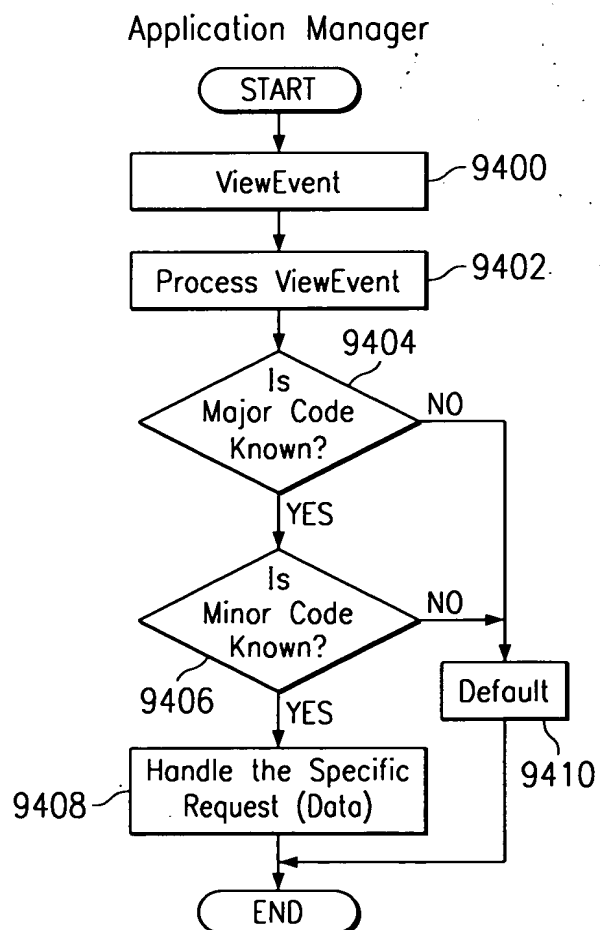 Application Manager
START
ViewEvent
9400
Process ViewEvent
9402
9404
Is
Major Code
Known?
NO
YES
Is
Minor Code
Known?
NO
9406
YES
Default
9410
Handle the Specific
Request (Data)
9408
END